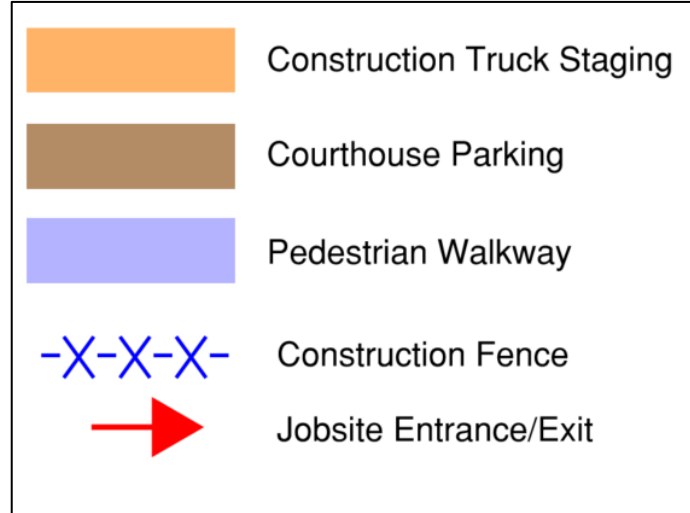 Construction Truck Staging
Courthouse Parking
Pedestrian Walkway
Construction Fence
Jobsite Entrance/Exit